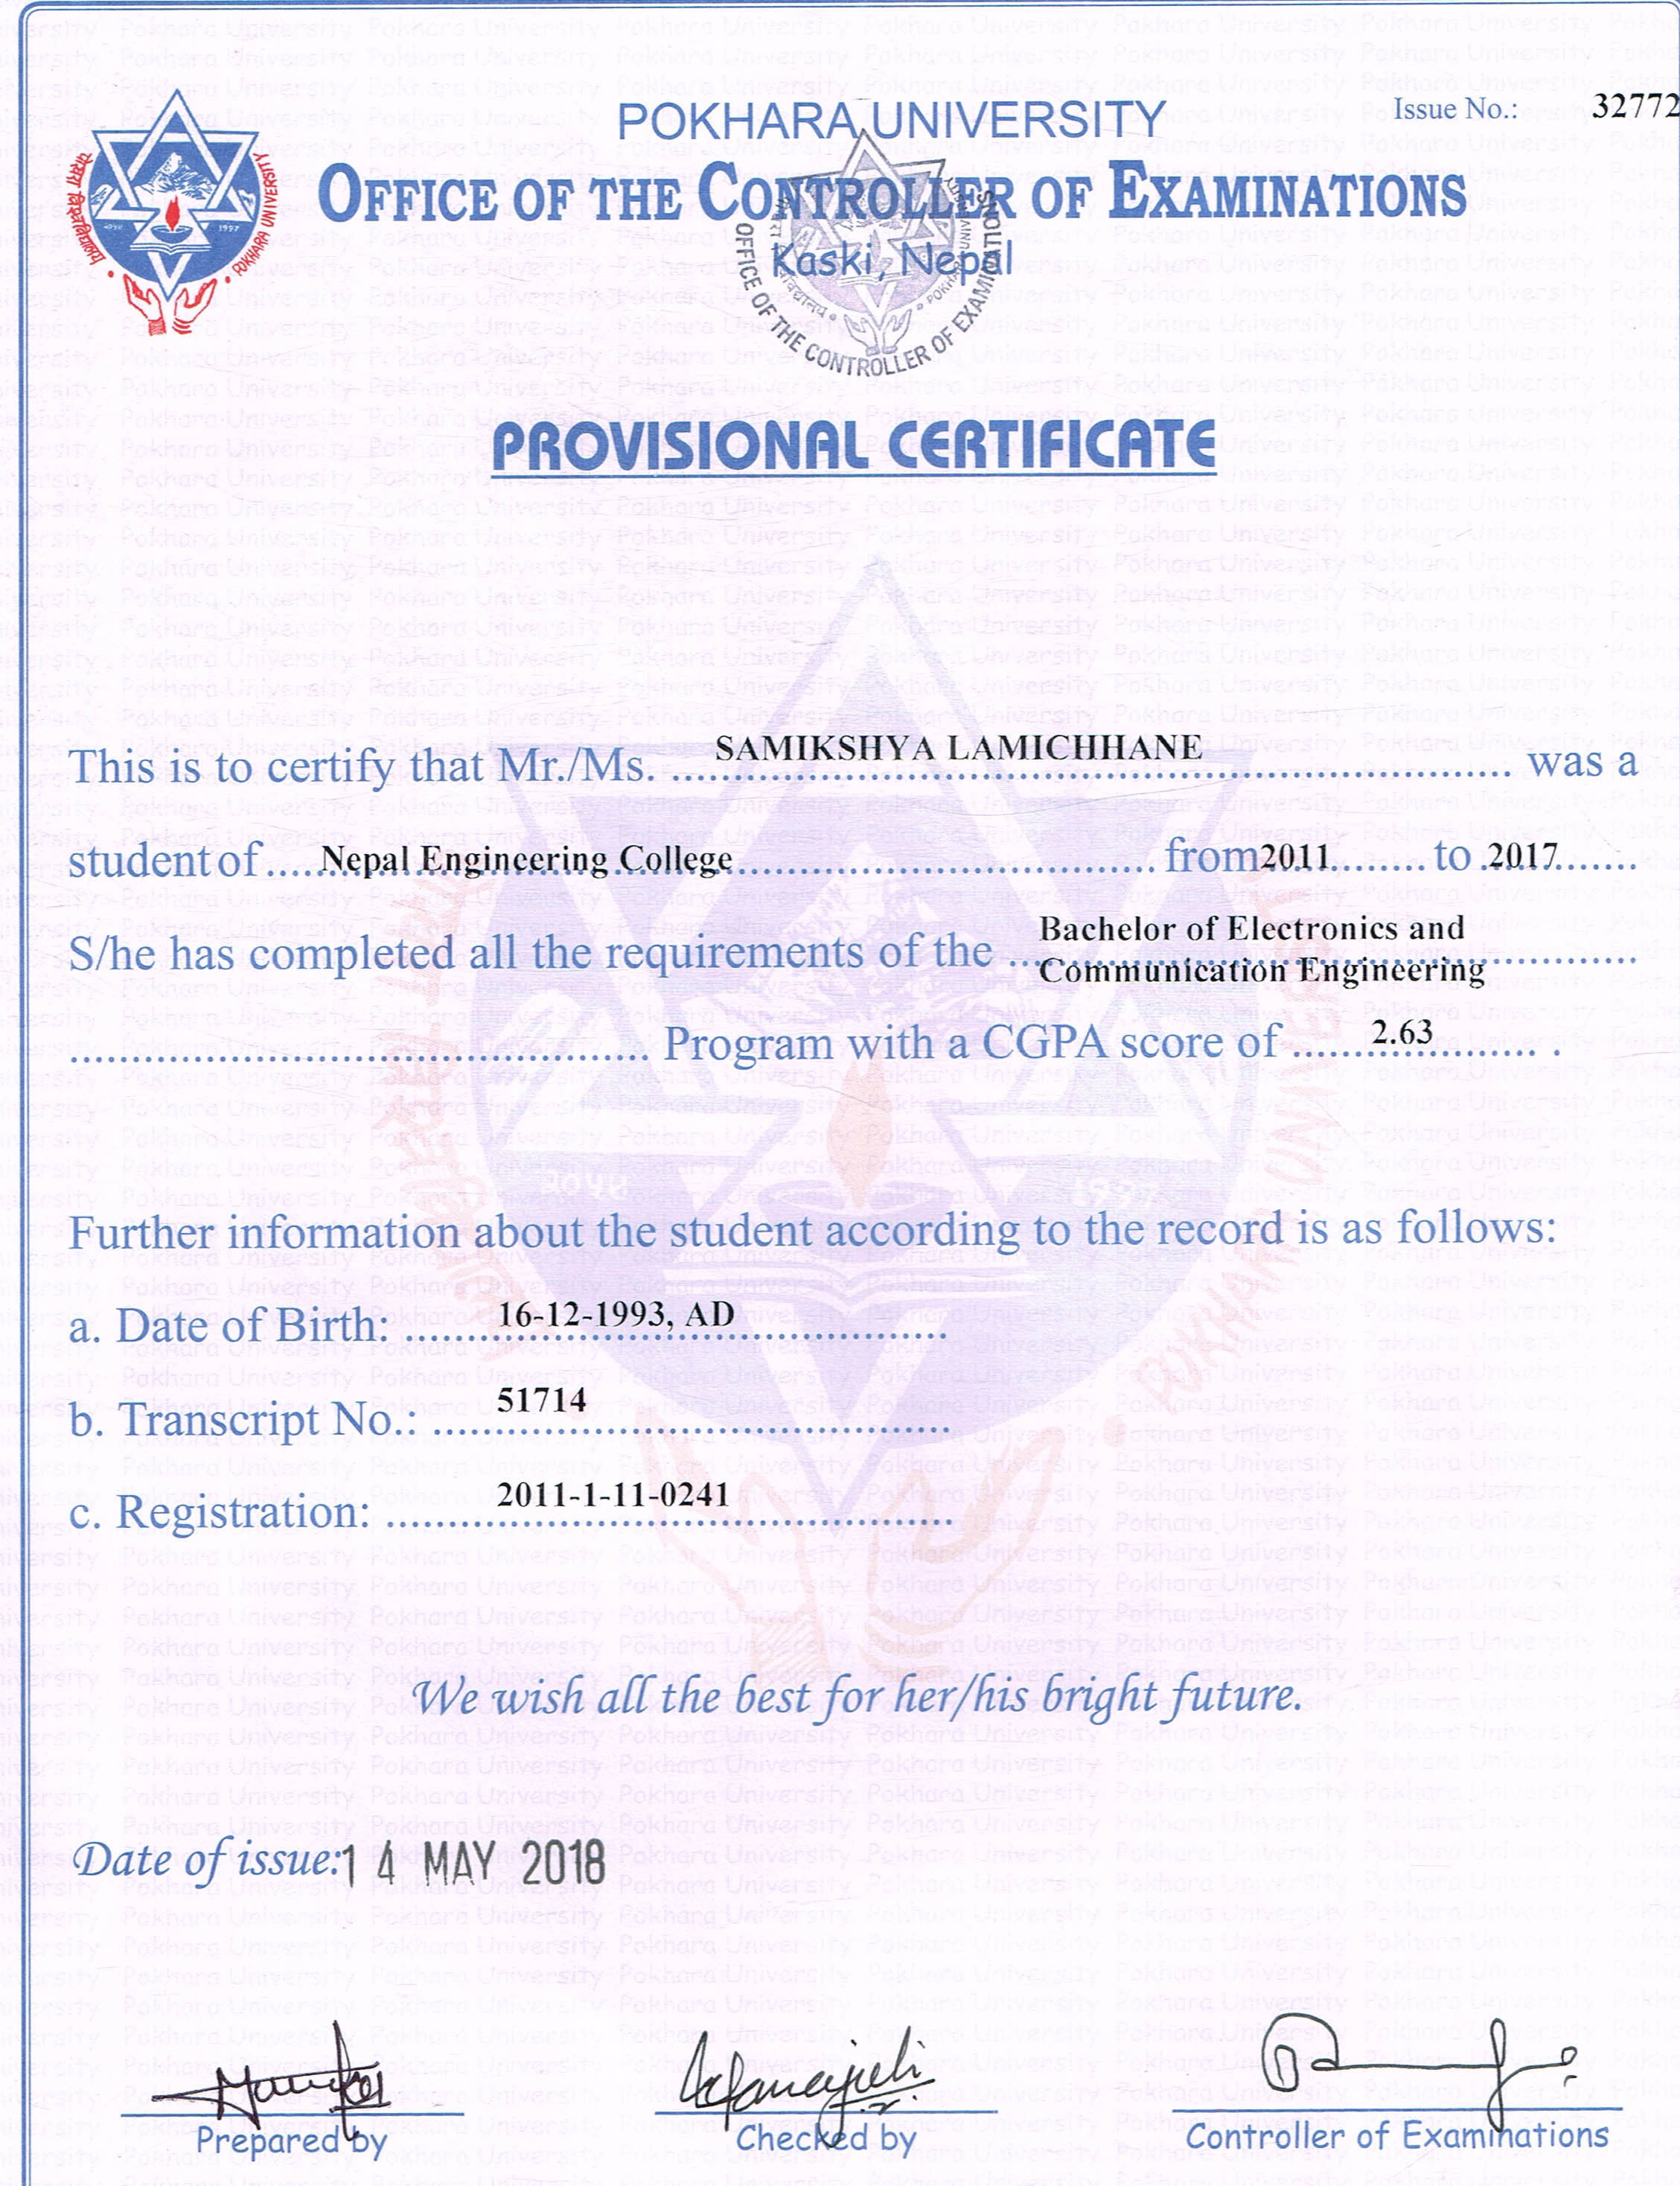 POKHARA UNIVERSITY
Issue No.: 32772
OFFICE OF THE CONTROLLER OF EXAMINATIONS
Kaski, Nepal
POKHARA UNIVERSITY
1997
OFFICE OF THE CONTROLLER OF EXAMINATIONS
PROVISIONAL CERTIFICATE
This is to certify that Mr./Ms. SAMIKSHYA LAMICHHANE was a
student of Nepal Engineering College from 2011 to 2017
S/he has completed all the requirements of the Bachelor of Electronics and
Communication Engineering
Program with a CGPA score of 2.63 .
Further information about the student according to the record is as follows:
a. Date of Birth: 16-12-1993, AD
b. Transcript No.: 51714
c. Registration: 2011-1-11-0241
We wish all the best for her/his bright future.
Date of issue: 14 MAY 2018
Prepared by
Checked by
Controller of Examinations